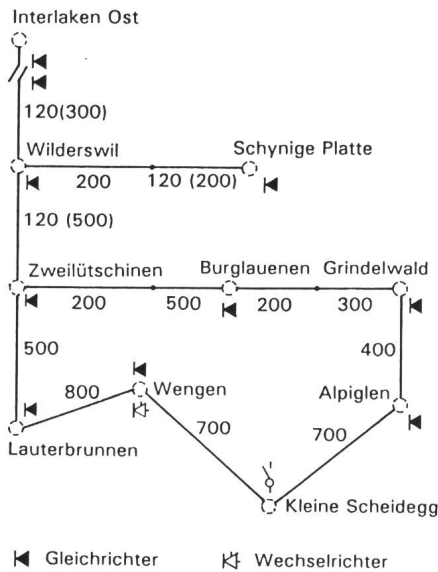 Interlaken Ost
120(300)
Wilderswil
Schynige Platte
200
120 (200)
120 (500)
Zweilütschinen
Burglauenen
Grindelwald
200
500
200
300
500
400
800
Wengen
Alpiglen
700
700
Lauterbrunnen
Kleine Scheidegg
Gleichrichter
Wechselrichter